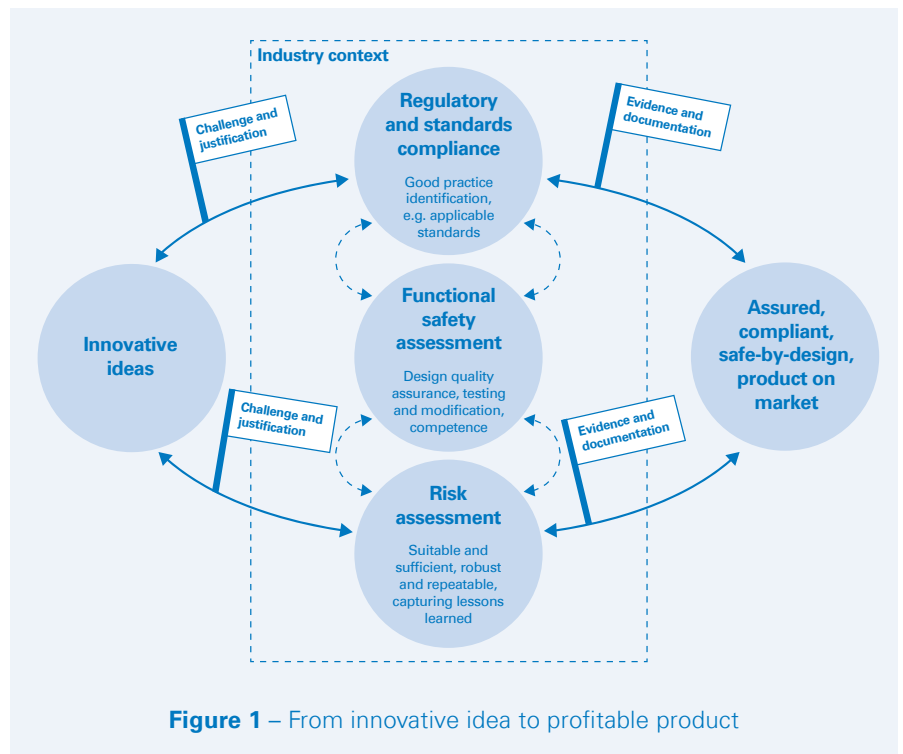 Industry context
Challenge and
justification
Regulatory
and standards
compliance
Good practice
identification,
e.g. applicable
standards
Evidence and
documentation
Innovative
ideas
Functional
safety
assessment
Design quality
assurance, testing
and modification,
competence
Assured,
compliant,
safe-by-design,
product on
market
Challenge and
justification
Evidence and
documentation
Risk
assessment
Suitable and
sufficient, robust
and repeatable,
capturing lessons
learned
Figure 1 – From innovative idea to profitable product